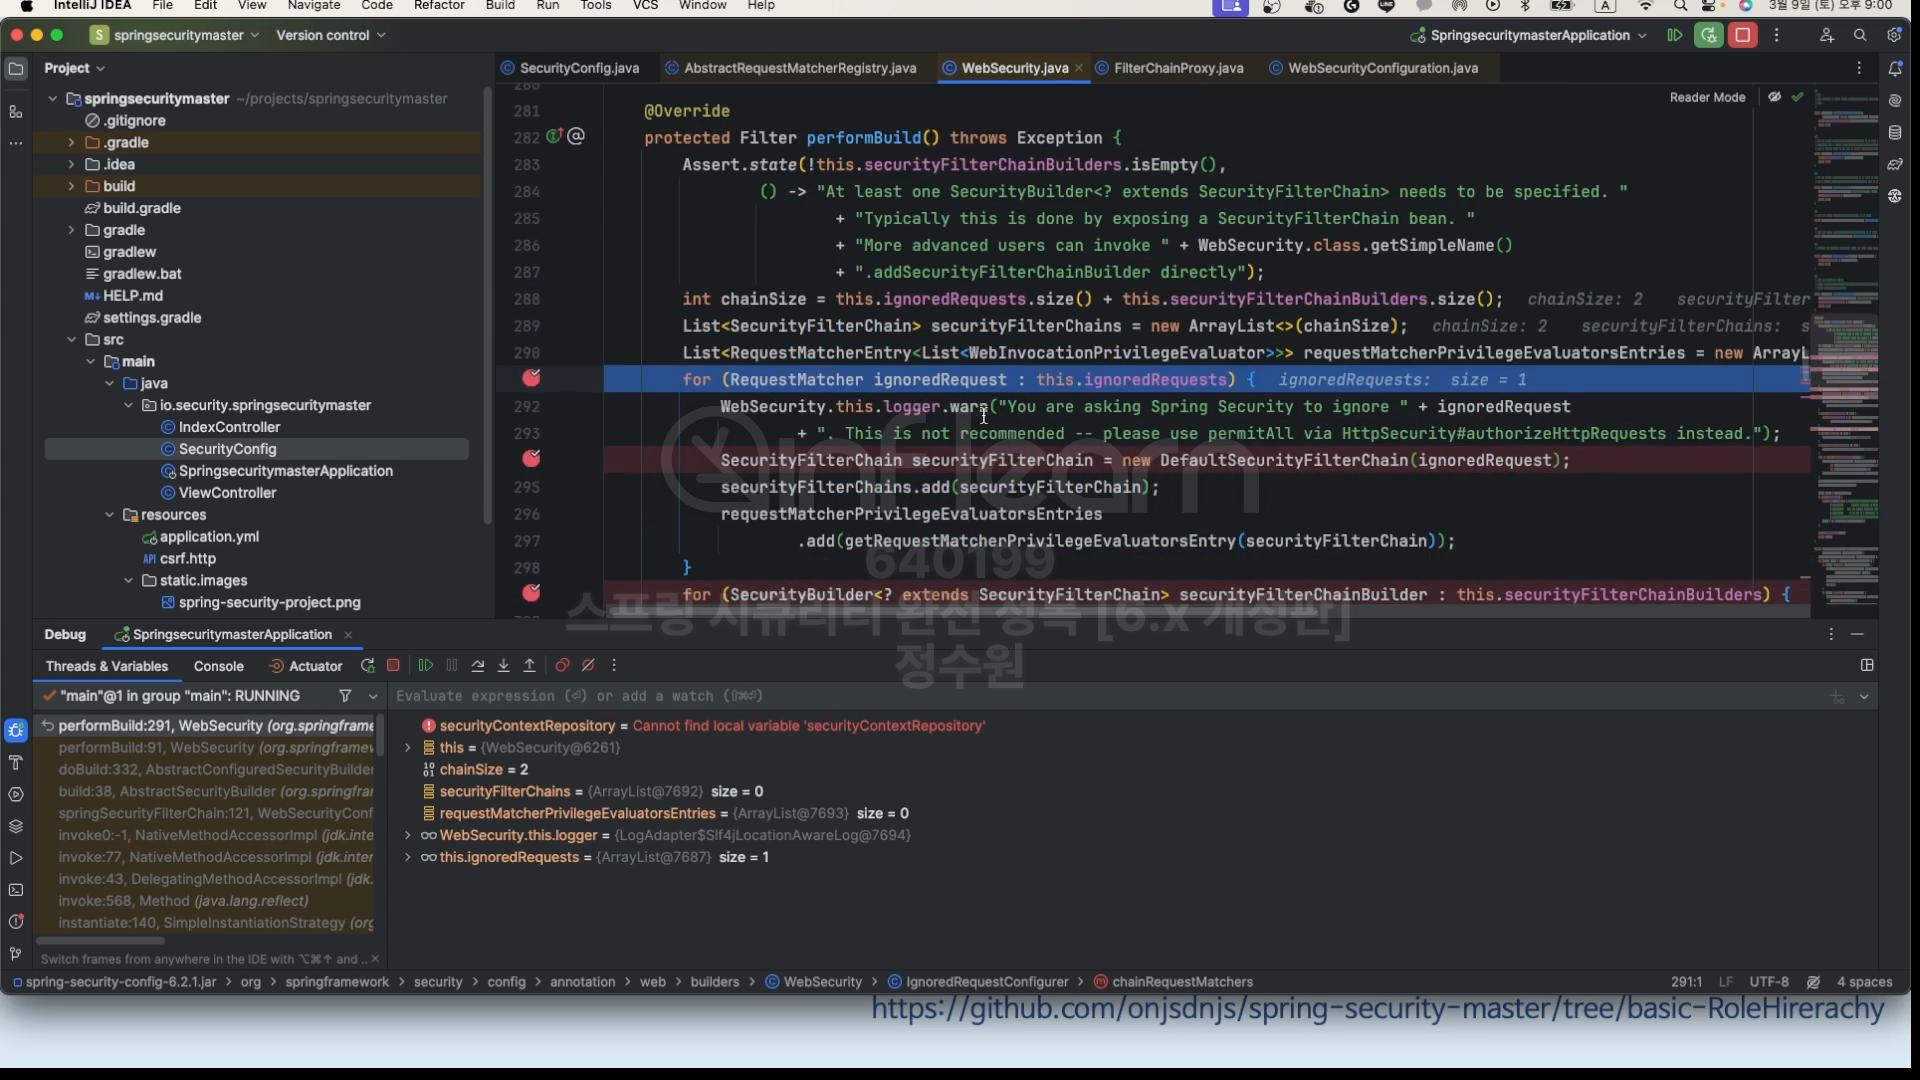 IntelliJ IDEA File Edit View Navigate Code Refactor Build Run Tools VCS Window Help
3월 9일 (토) 오후 9:00
S springsecuritymaster Version control SpringsecuritymasterApplication
Project
SecurityConfig.java AbstractRequestMatcherRegistry.java WebSecurity.java FilterChainProxy.java WebSecurityConfiguration.java
Reader Mode
springsecuritymaster ~/projects/springsecuritymaster
.gitignore
.gradle
.idea
build
build.gradle
gradle
gradlew
gradlew.bat
HELP.md
settings.gradle
src
main
java
io.security.springsecuritymaster
IndexController
SecurityConfig
SpringsecuritymasterApplication
ViewController
resources
application.yml
csrf.http
static.images
spring-security-project.png
280
281 @Override
282 protected Filter performBuild() throws Exception {
283 Assert.state(!this.securityFilterChainBuilders.isEmpty(),
284 () -> "At least one SecurityBuilder<? extends SecurityFilterChain> needs to be specified. "
285 + "Typically this is done by exposing a SecurityFilterChain bean. "
286 + "More advanced users can invoke " + WebSecurity.class.getSimpleName()
287 + ".addSecurityFilterChainBuilder directly");
288 int chainSize = this.ignoredRequests.size() + this.securityFilterChainBuilders.size(); chainSize: 2 securityFilter
289 List<SecurityFilterChain> securityFilterChains = new ArrayList<>(chainSize); chainSize: 2 securityFilterChains: s
290 List<RequestMatcherEntry<List<WebInvocationPrivilegeEvaluator>>> requestMatcherPrivilegeEvaluatorsEntries = new ArrayL
for (RequestMatcher ignoredRequest : this.ignoredRequests) { ignoredRequests: size = 1
292 WebSecurity.this.logger.warn("You are asking Spring Security to ignore " + ignoredRequest
293 + ". This is not recommended -- please use permitAll via HttpSecurity#authorizeHttpRequests instead.");
SecurityFilterChain securityFilterChain = new DefaultSecurityFilterChain(ignoredRequest);
295 securityFilterChains.add(securityFilterChain);
296 requestMatcherPrivilegeEvaluatorsEntries
297 .add(getRequestMatcherPrivilegeEvaluatorsEntry(securityFilterChain));
298 }
for (SecurityBuilder<? extends SecurityFilterChain> securityFilterChainBuilder : this.securityFilterChainBuilders) {
inflearn
640199
스프링 시큐리티 완전 정복 [6.x 개정판]
정수원
Debug SpringsecuritymasterApplication
Threads & Variables Console Actuator
"main"@1 in group "main": RUNNING
Evaluate expression (⏎) or add a watch (⇧⌘⏎)
performBuild:291, WebSecurity (org.springframe
performBuild:91, WebSecurity (org.springframew
doBuild:332, AbstractConfiguredSecurityBuilder
build:38, AbstractSecurityBuilder (org.springfra
springSecurityFilterChain:121, WebSecurityConf
invoke0:-1, NativeMethodAccessorImpl (jdk.inte
invoke:77, NativeMethodAccessorImpl (jdk.inter
invoke:43, DelegatingMethodAccessorImpl (jdk.
invoke:568, Method (java.lang.reflect)
instantiate:140, SimpleInstantiationStrategy (org
Switch frames from anywhere in the IDE with ⌥⌘↑ and ..
securityContextRepository = Cannot find local variable 'securityContextRepository'
this = {WebSecurity@6261}
chainSize = 2
securityFilterChains = {ArrayList@7692} size = 0
requestMatcherPrivilegeEvaluatorsEntries = {ArrayList@7693} size = 0
WebSecurity.this.logger = {LogAdapter$Slf4jLocationAwareLog@7694}
this.ignoredRequests = {ArrayList@7687} size = 1
spring-security-config-6.2.1.jar > org > springframework > security > config > annotation > web > builders > WebSecurity > IgnoredRequestConfigurer > chainRequestMatchers
291:1 LF UTF-8 4 spaces
https://github.com/onjsdnjs/spring-security-master/tree/basic-RoleHirerachy